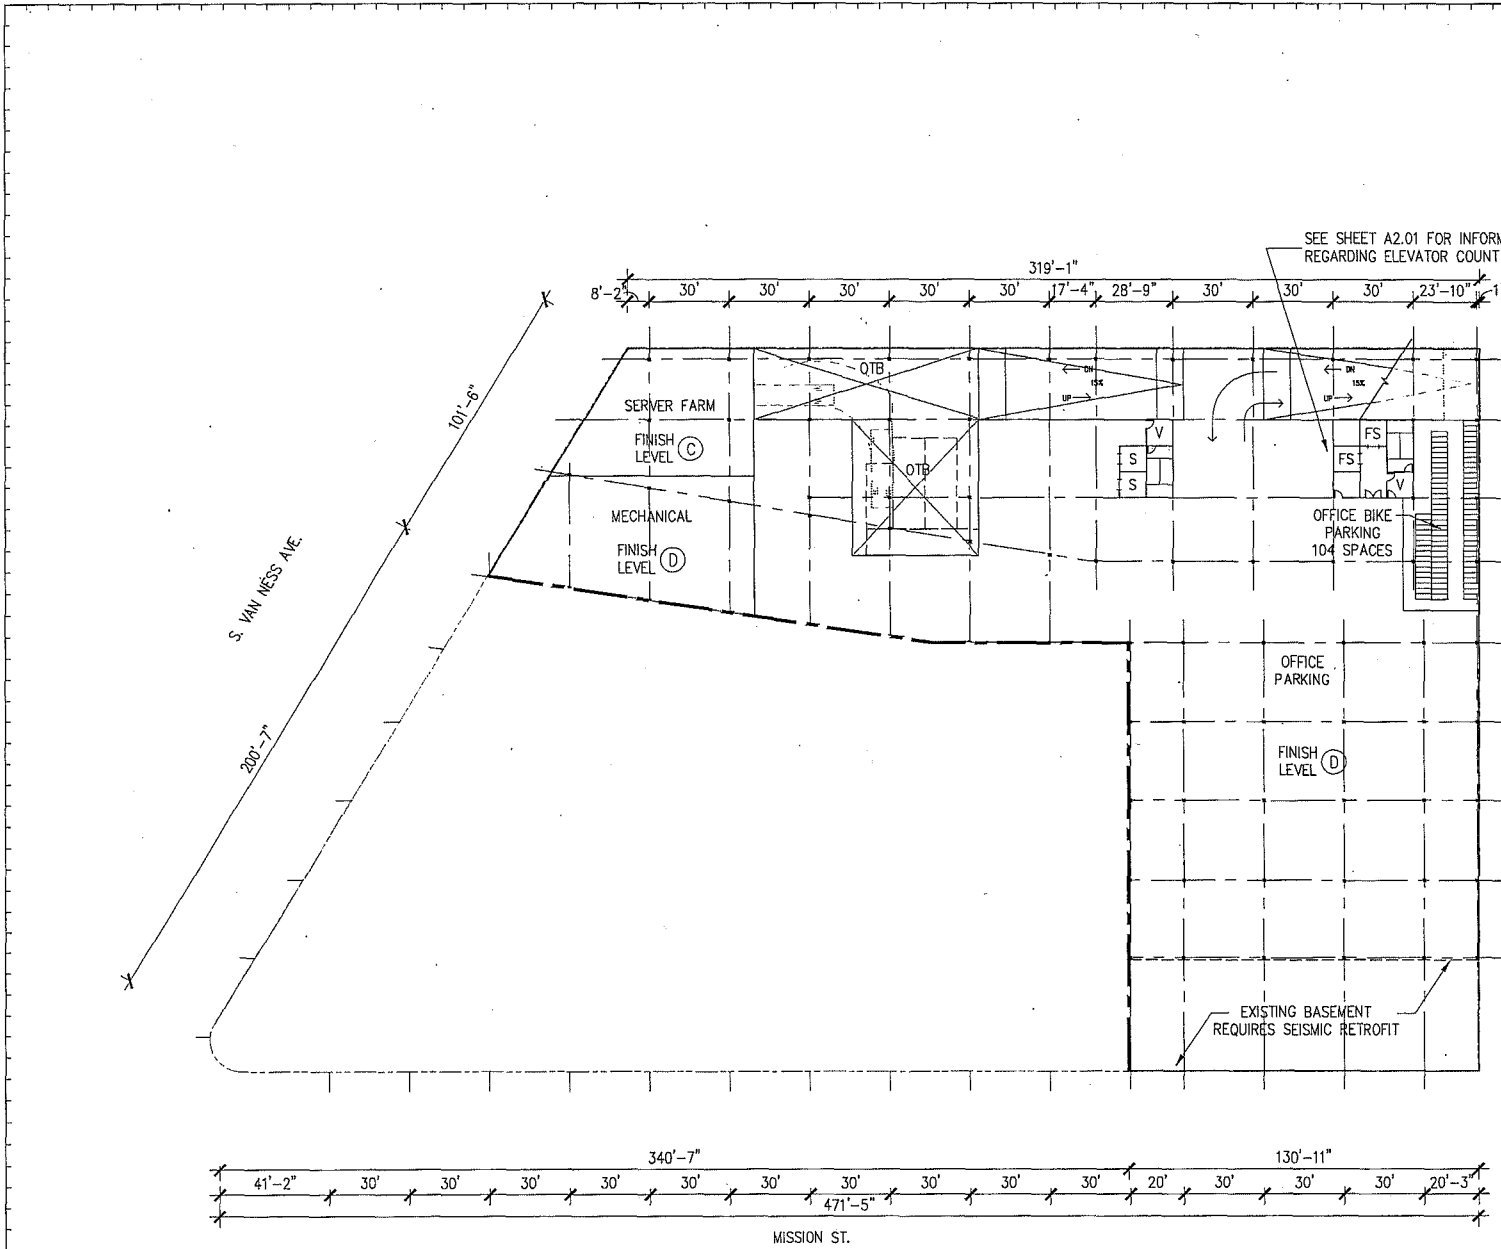 SEE SHEET A2.01 FOR INFORM
REGARDING ELEVATOR COUNT
319'-1"
8'-2" 30' 30' 30' 30' 30' 17'-4" 28'-9" 30' 30' 30' 23'-10" 1
101'-6"
200'-7"
S. VAN NESS AVE.
OTB
DN
15%
UP
DN
15%
UP
SERVER FARM
FINISH
LEVEL C
OTB
V
S
S
FS
FS
V
MECHANICAL
FINISH
LEVEL D
OFFICE BIKE
PARKING
104 SPACES
OFFICE
PARKING
FINISH
LEVEL D
EXISTING BASEMENT
REQUIRES SEISMIC RETROFIT
340'-7" 130'-11"
41'-2" 30' 30' 30' 30' 30' 30' 30' 30' 30' 30' 20' 30' 30' 30' 20'-3"
471'-5"
MISSION ST.